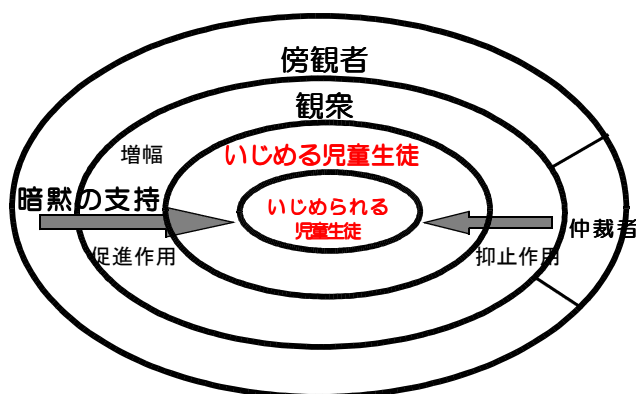 傍観者
観衆
増幅
いじめる児童生徒
暗黙の支持
いじめられる
児童生徒
仲裁者
促進作用
抑止作用